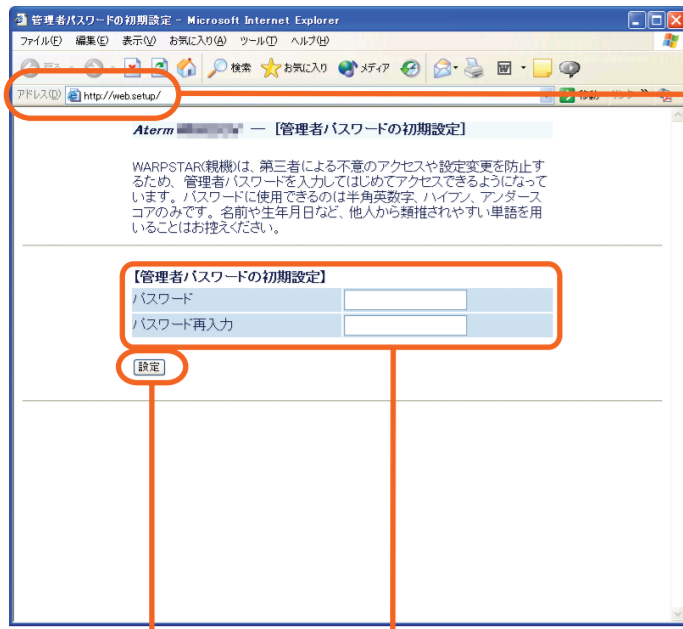 管理者パスワードの初期設定 - Microsoft Internet Explorer
ファイル(F) 編集(E) 表示(V) お気に入り(A) ツール(T) ヘルプ(H)
検索 お気に入り メディア
アドレス(D) http://web.setup/
Aterm — [管理者パスワードの初期設定]
WARPSTAR(親機)は、第三者による不意のアクセスや設定変更を防止す
るため、管理者パスワードを入力してはじめてアクセスできるようになって
います。パスワードに使用できるのは半角英数字、ハイフン、アンダース
コアのみです。名前や生年月日など、他人から類推されやすい単語を用
いることはお控えください。
【管理者パスワードの初期設定】
パスワード
パスワード再入力
設定